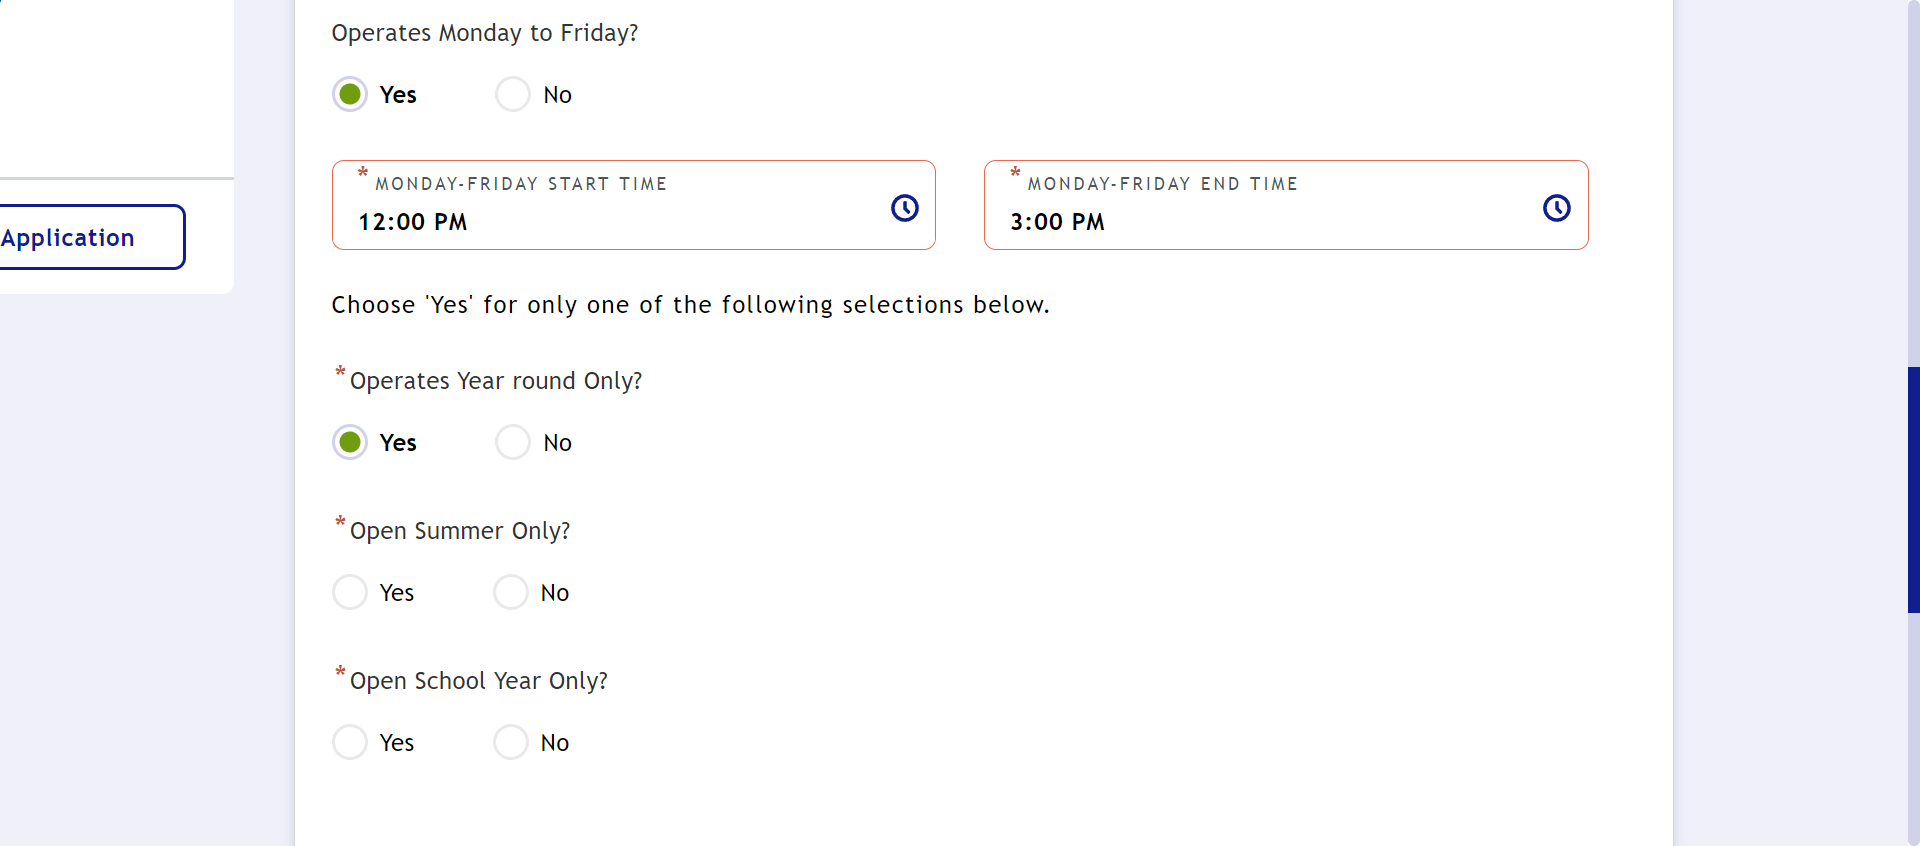 Operates Monday to Friday?
Yes No
* MONDAY-FRIDAY START TIME * MONDAY-FRIDAY END TIME
12:00 PM 3:00 PM
Application
Choose 'Yes' for only one of the following selections below.
* Operates Year round Only?
Yes No
* Open Summer Only?
Yes No
* Open School Year Only?
Yes No